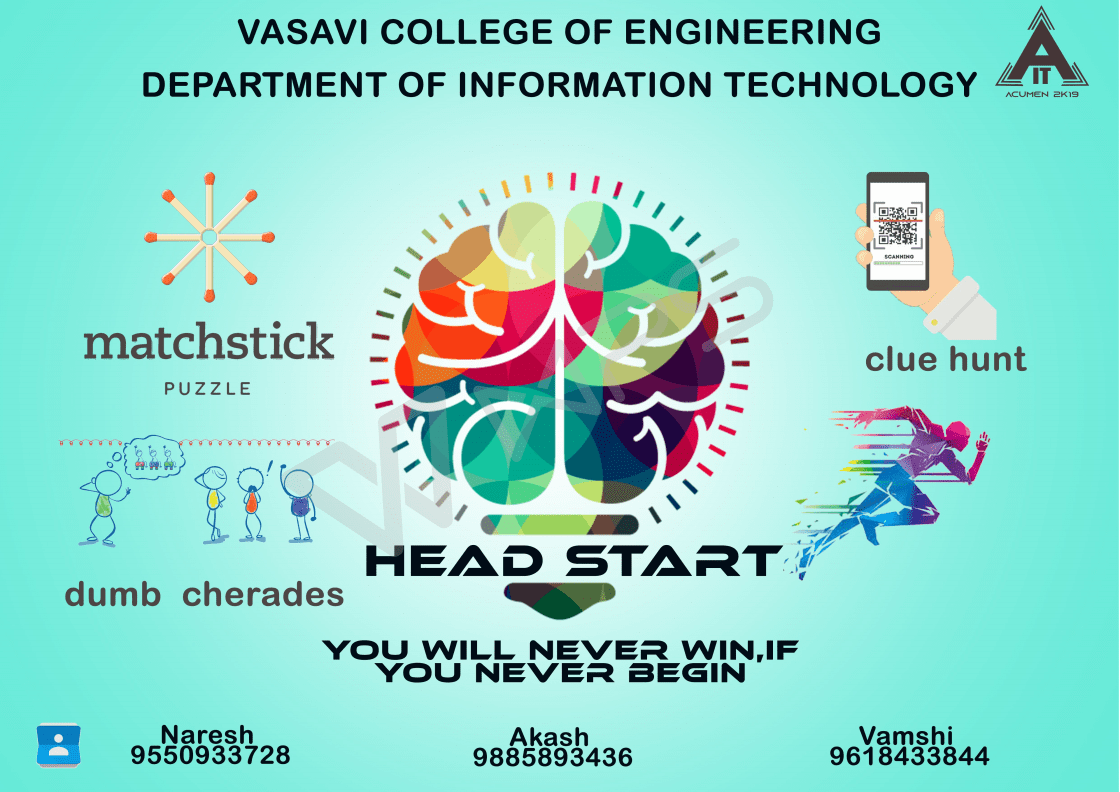 VASAVI COLLEGE OF ENGINEERING
DEPARTMENT OF INFORMATION TECHNOLOGY
A
IT
ACUMEN 2K19
matchstick
PUZZLE
SCANNING
clue hunt
dumb cherades
HEAD START
YOU WILL NEVER WIN,IF
YOU NEVER BEGIN
Naresh
9550933728
Akash
9885893436
Vamshi
9618433844